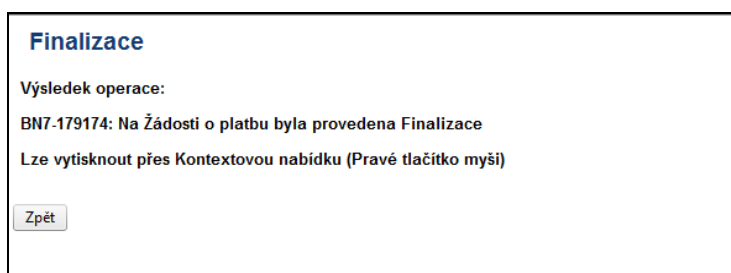 Finalizace
Výsledek operace:
BN7-179174: Na Žádosti o platbu byla provedena Finalizace
Lze vytisknout přes Kontextovou nabídku (Pravé tlačítko myši)
Zpět